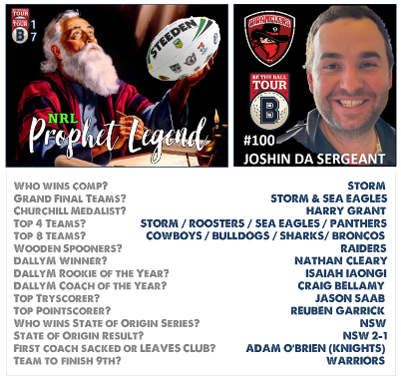 TOUR
B
1
7
STEEDEN
NRL
Prophet Legend
WRANGLERS
BE THE BALL
TOUR
B
#100
JOSHIN DA SERGEANT
Who wins comp? STORM
Grand Final Teams? STORM & SEA EAGLES
Churchill Medalist? HARRY GRANT
Top 4 Teams? STORM / ROOSTERS / SEA EAGLES / PANTHERS
Top 8 Teams? COWBOYS / BULLDOGS / SHARKS/ BRONCOS
Wooden Spooners? RAIDERS
DallyM Winner? NATHAN CLEARY
DallyM Rookie of the Year? ISAIAH IAONGI
DallyM Coach of the Year? CRAIG BELLAMY
Top Tryscorer? JASON SAAB
Top Pointscorer? REUBEN GARRICK
Who wins State of Origin Series? NSW
State of Origin Result? NSW 2-1
First coach sacked or LEAVES CLUB? ADAM O'BRIEN (KNIGHTS)
Team to finish 9th? WARRIORS